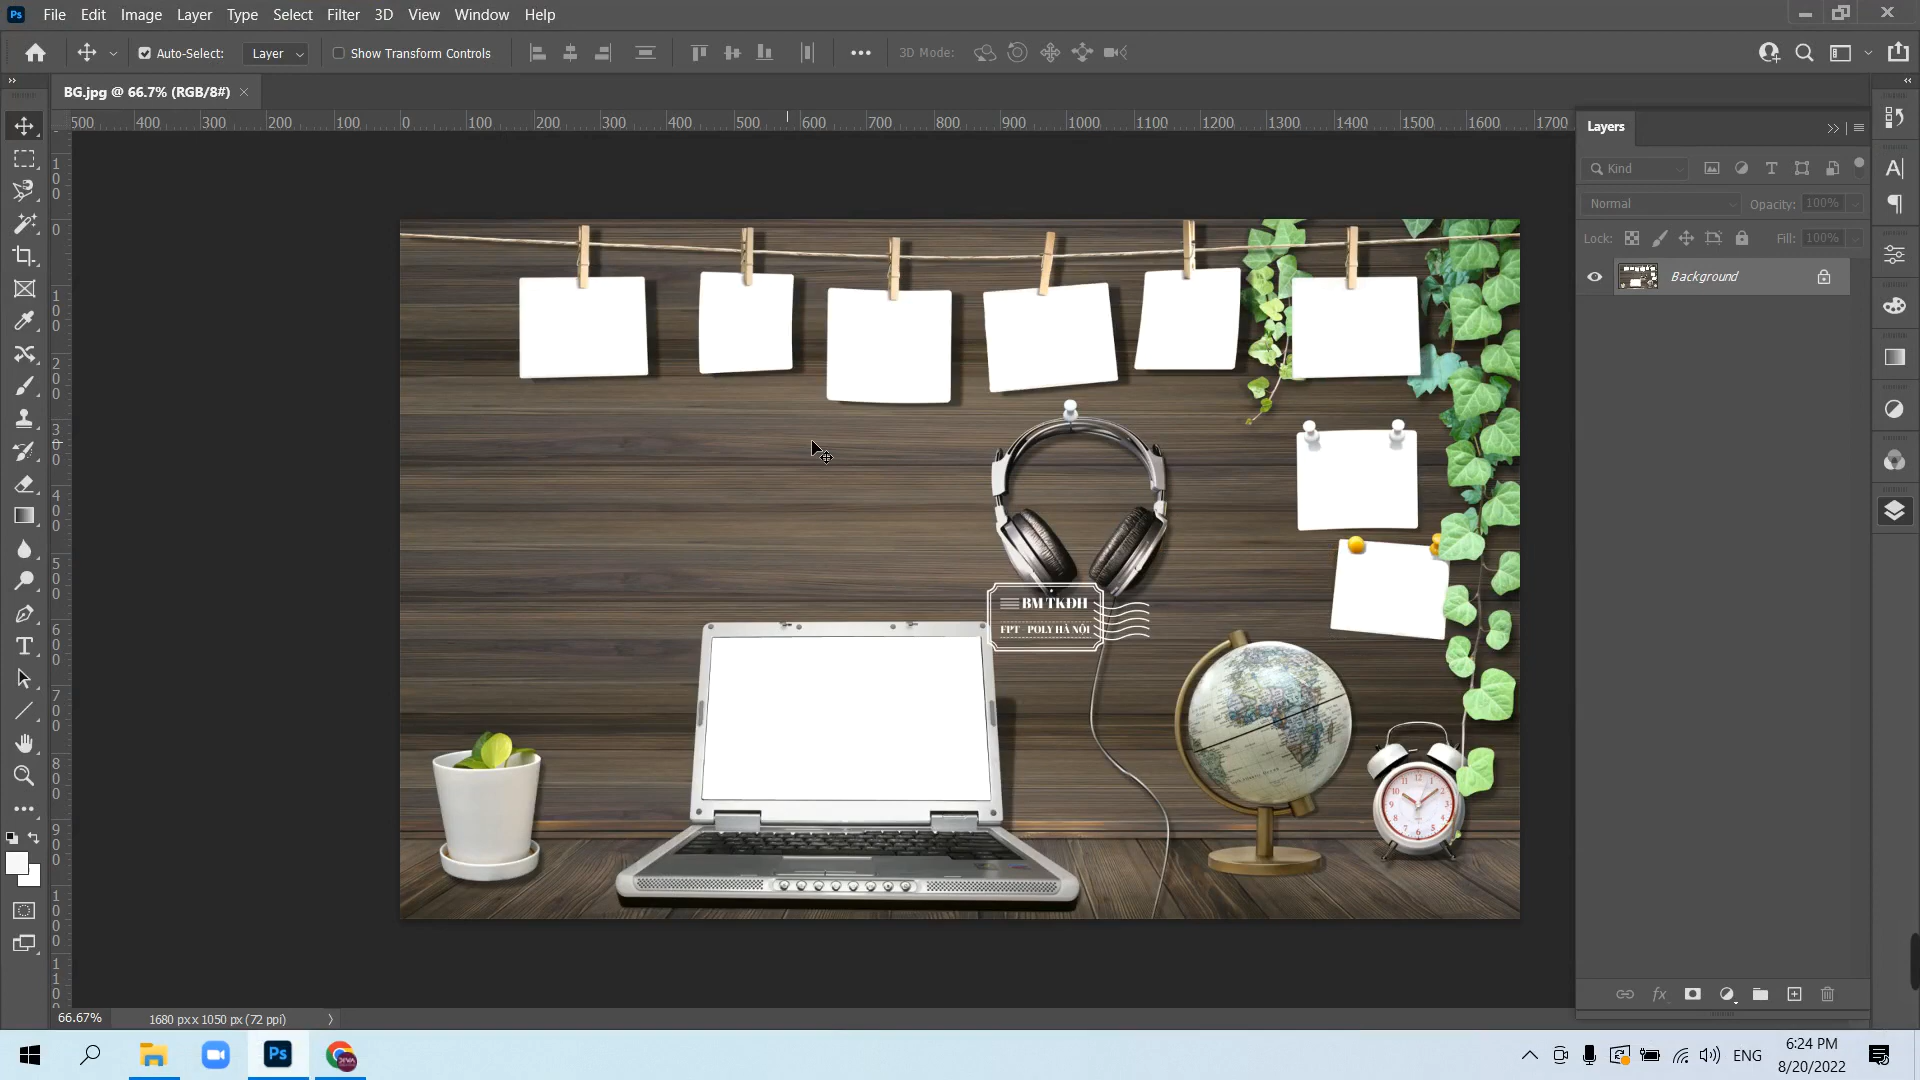 Ps File Edit Image Layer Type Select Filter 3D View Window Help
Auto-Select: Layer Show Transform Controls 3D Mode:
BG.jpg @ 66.7% (RGB/8#)
500 400 300 200 100 0 100 200 300 400 500 600 700 800 900 1000 1100 1200 1300 1400 1500 1600 1700
Layers
Kind
Normal Opacity: 100%
Lock: Fill: 100%
Background
BM TKĐH
FPT - POLY HÀ NỘI
66.67% 1680 px x 1050 px (72 ppi)
Ps
ENG
6:24 PM
8/20/2022